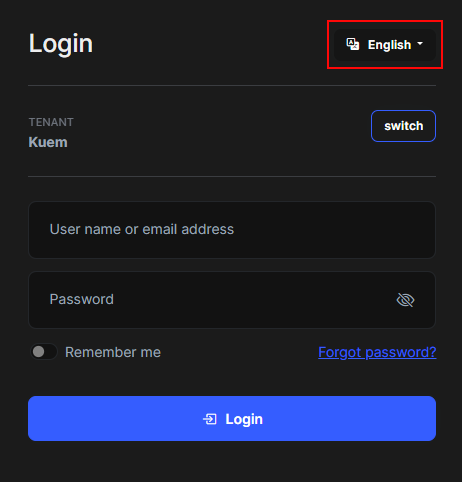 Login
English
TENANT
Kuem
switch
User name or email address
Password
Remember me
Forgot password?
Login